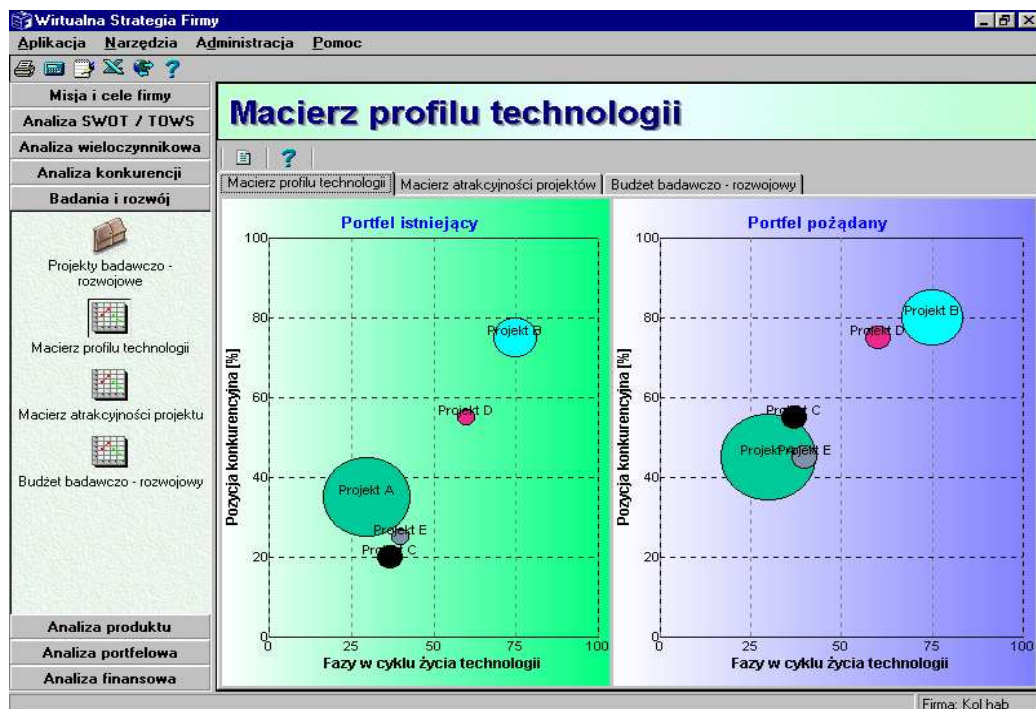 Wirtualna Strategia Firmy
Aplikacja Narzędzia Administracja Pomoc
Misja i cele firmy
Analiza SWOT / TOWS
Analiza wieloczynnikowa
Analiza konkurencji
Badania i rozwój
Projekty badawczo -
rozwojowe
Macierz profilu technologii
Macierz atrakcyjności projektu
Budżet badawczo - rozwojowy
Analiza produktu
Analiza portfelowa
Analiza finansowa
Macierz profilu technologii
Macierz profilu technologii Macierz atrakcyjności projektów Budżet badawczo - rozwojowy
Portfel istniejący
Pozycja konkurencyjna [%]
100
80
60
40
20
0
0 25 50 75 100
Fazy w cyklu życia technologii
Projekt B
Projekt D
Projekt A
Projekt E
Projekt C
Portfel pożądany
Pozycja konkurencyjna [%]
100
80
60
40
20
0
0 25 50 75 100
Fazy w cyklu życia technologii
Projekt B
Projekt D
Projekt C
Projekt A
Projekt E
Firma: Kol hab